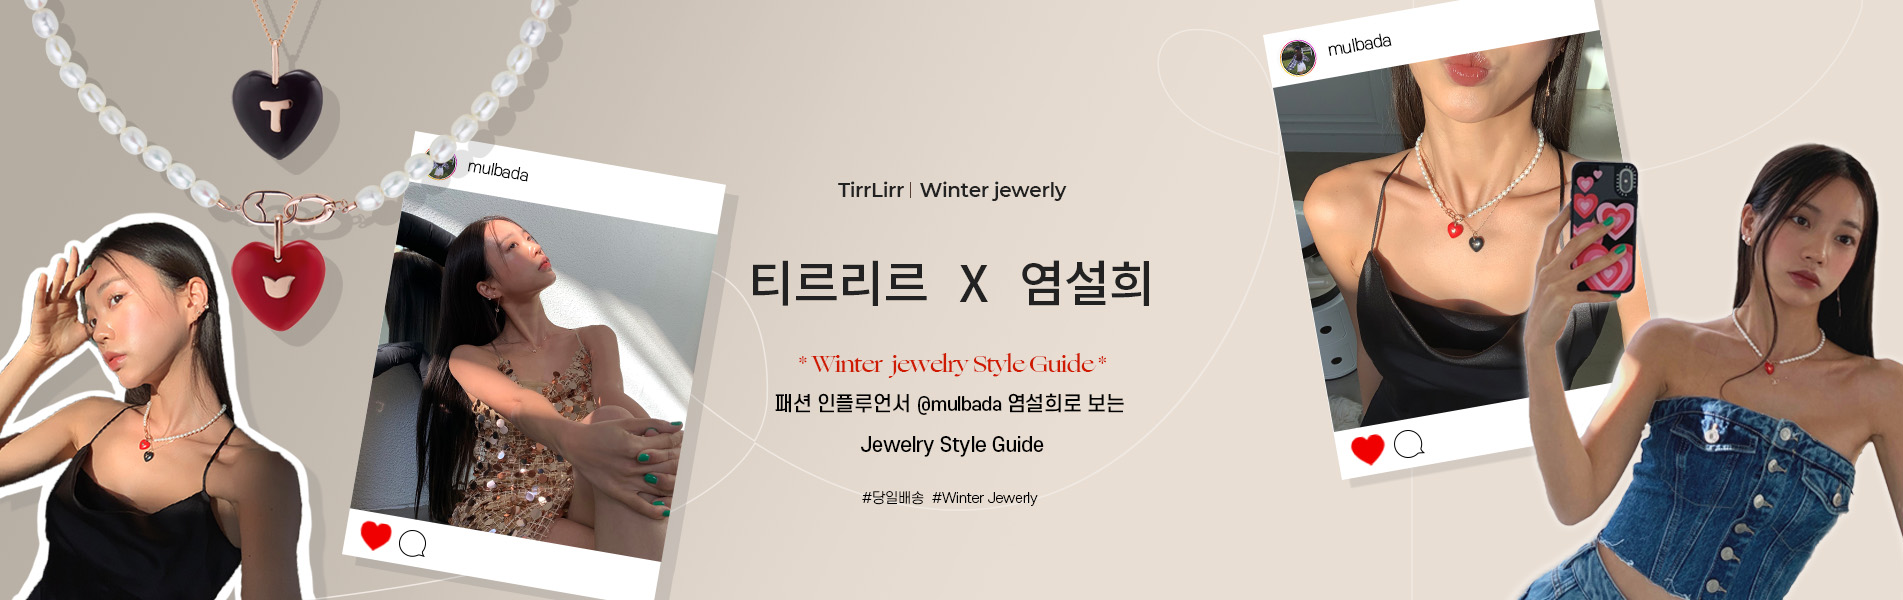 T
mulbada
TirrLirr | Winter jewerly
티르리르 X 염설희
* Winter jewelry Style Guide *
패션 인플루언서 @mulbada 염설희로 보는
Jewelry Style Guide
#당일배송 #Winter Jewerly
mulbada